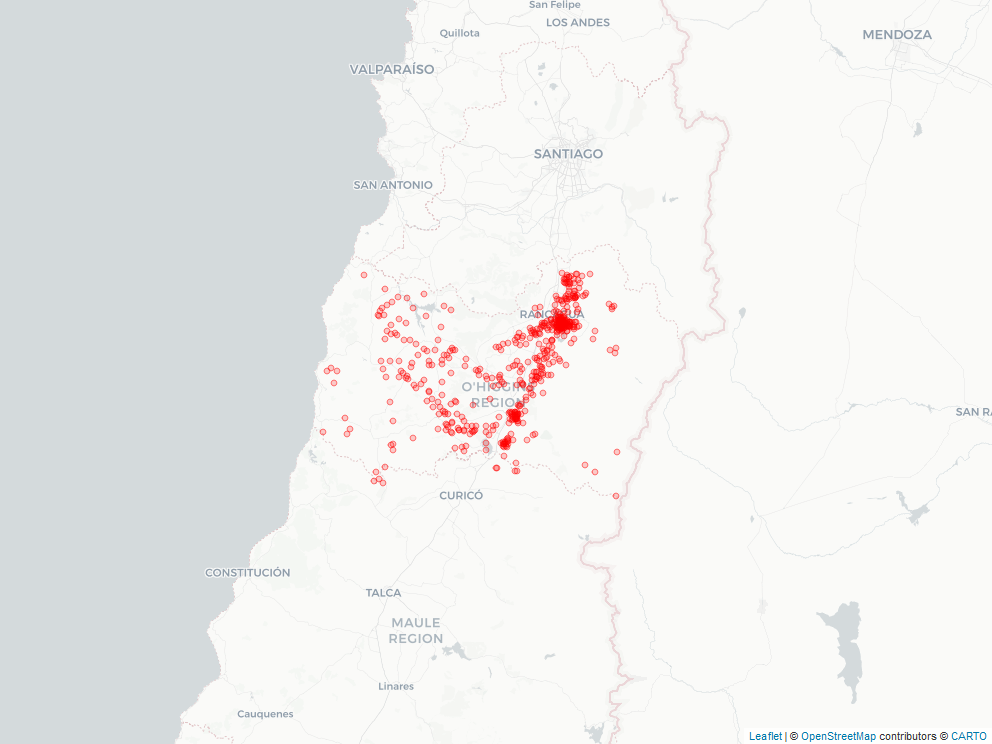 San Felipe
LOS ANDES
Quillota
MENDOZA
VALPARAÍSO
SANTIAGO
SAN ANTONIO
RANCAGUA
O'HIGGINS
REGION
SAN RA
CURICÓ
CONSTITUCIÓN
TALCA
MAULE
REGION
Linares
Cauquenes
Leaflet | © OpenStreetMap contributors © CARTO